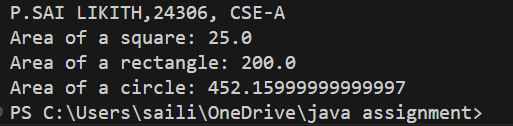 P.SAI LIKITH,24306, CSE-A
Area of a square: 25.0
Area of a rectangle: 200.0
Area of a circle: 452.15999999999997
PS C:\Users\saili\OneDrive\java assignment>